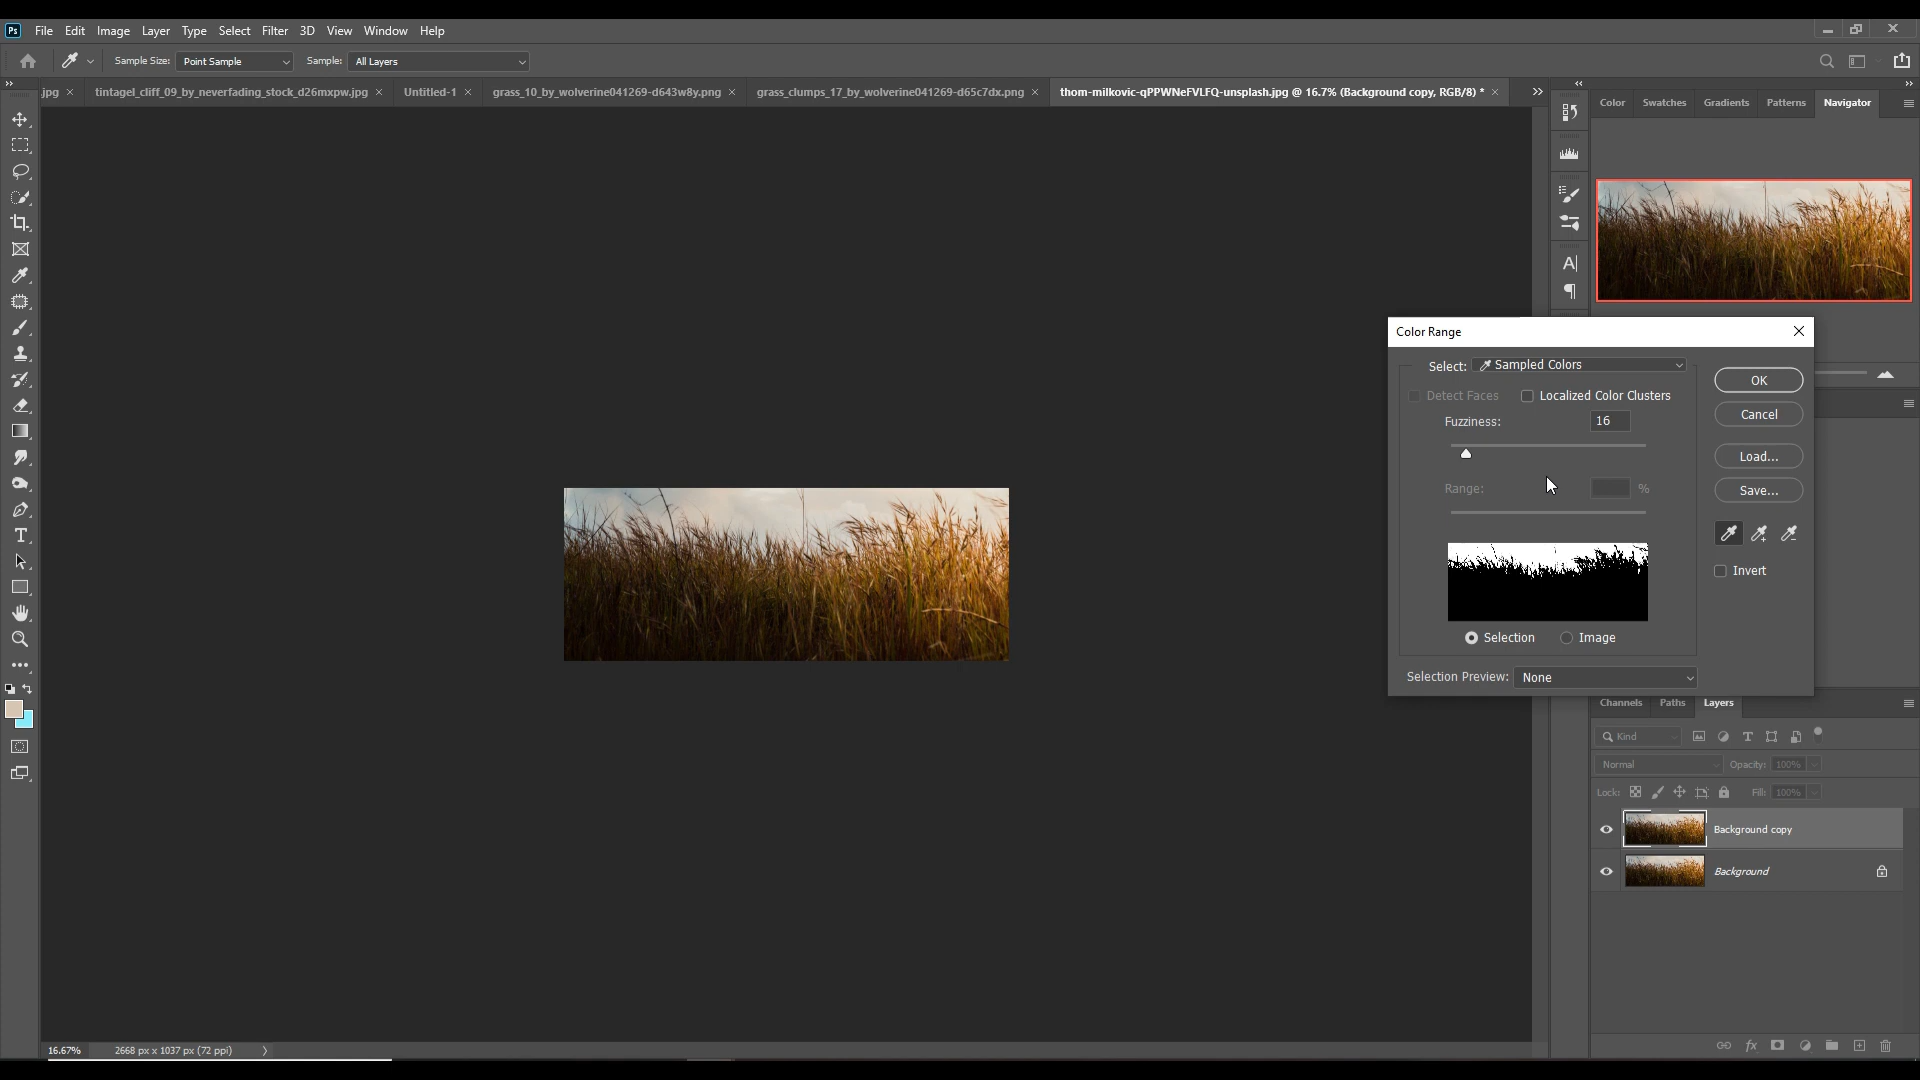 Ps File Edit Image Layer Type Select Filter 3D View Window Help
Sample Size: Point Sample Sample: All Layers
.jpg × tintagel_cliff_09_by_neverfading_stock_d26mxpw.jpg × Untitled-1 × grass_10_by_wolverine041269-d643w8y.png × grass_clumps_17_by_wolverine041269-d65c7dx.png × thom-milkovic-qPPWNeFVLFQ-unsplash.jpg @ 16.7% (Background copy, RGB/8) * ×
Color Swatches Gradients Patterns Navigator
Color Range
Select: Sampled Colors
OK
Detect Faces Localized Color Clusters
Cancel
Fuzziness: 16
Load...
Range: %
Save...
Invert
Selection Image
Selection Preview: None
Channels Paths Layers
Kind
Normal Opacity: 100%
Lock: Fill: 100%
Background copy
Background
16.67% 2668 px x 1037 px (72 ppi)